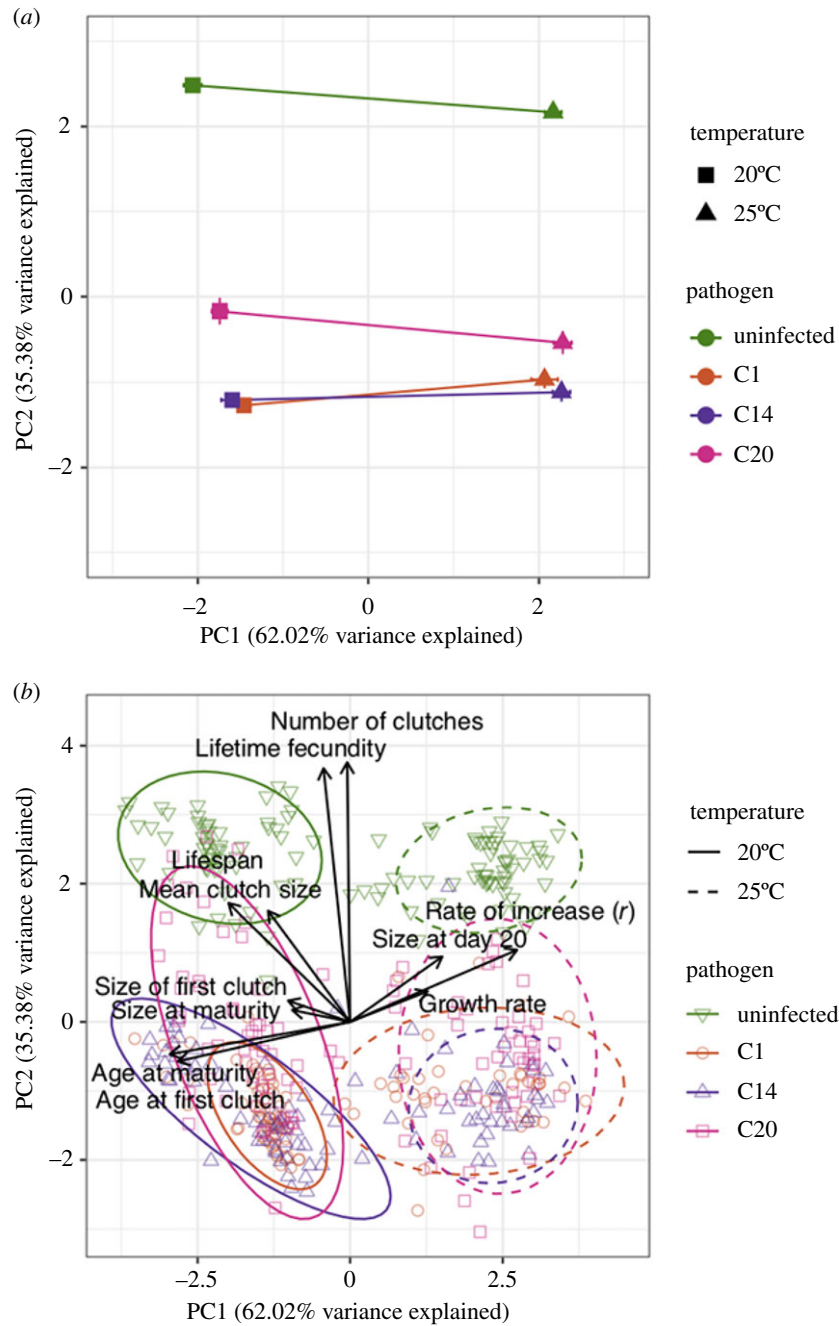 (a)
2
0
−2
PC2 (35.38% variance explained)
−2
0
2
PC1 (62.02% variance explained)
temperature
20ºC
25ºC
pathogen
uninfected
C1
C14
C20
(b)
4
2
0
−2
PC2 (35.38% variance explained)
Number of clutches
Lifetime fecundity
Lifespan
Mean clutch size
Rate of increase (r)
Size at day 20
Size of first clutch
Size at maturity
Growth rate
Age at maturity
Age at first clutch
−2.5
0
2.5
PC1 (62.02% variance explained)
temperature
20ºC
25ºC
pathogen
uninfected
C1
C14
C20